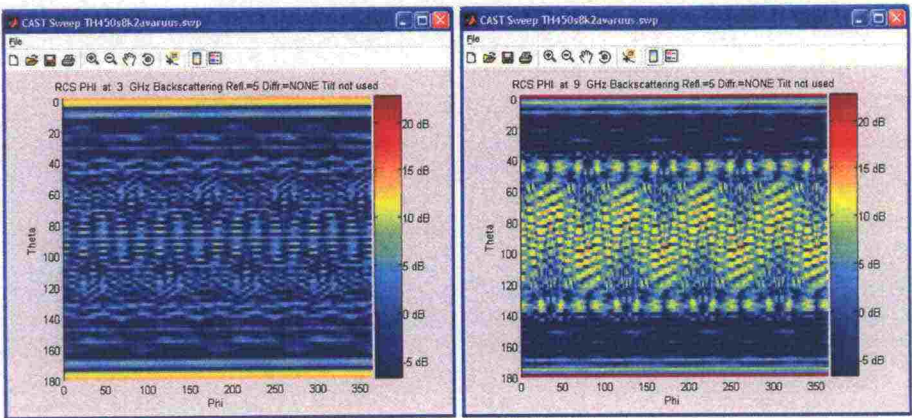 CAST Sweep TH450s8k2avaruus.swp
File
RCS PHI at 3 GHz Backscattering Refl.=5 Diffr.=NONE Tilt not used
0
20
40
60
80
100
120
140
160
180
Theta
0 50 100 150 200 250 300 350
Phi
20 dB
15 dB
10 dB
5 dB
0 dB
-5 dB
CAST Sweep TH450s8k2avaruus.swp
File
RCS PHI at 9 GHz Backscattering Refl.=5 Diffr.=NONE Tilt not used
0
20
40
60
80
100
120
140
160
180
Theta
0 50 100 150 200 250 300 350
Phi
20 dB
15 dB
10 dB
5 dB
0 dB
-5 dB